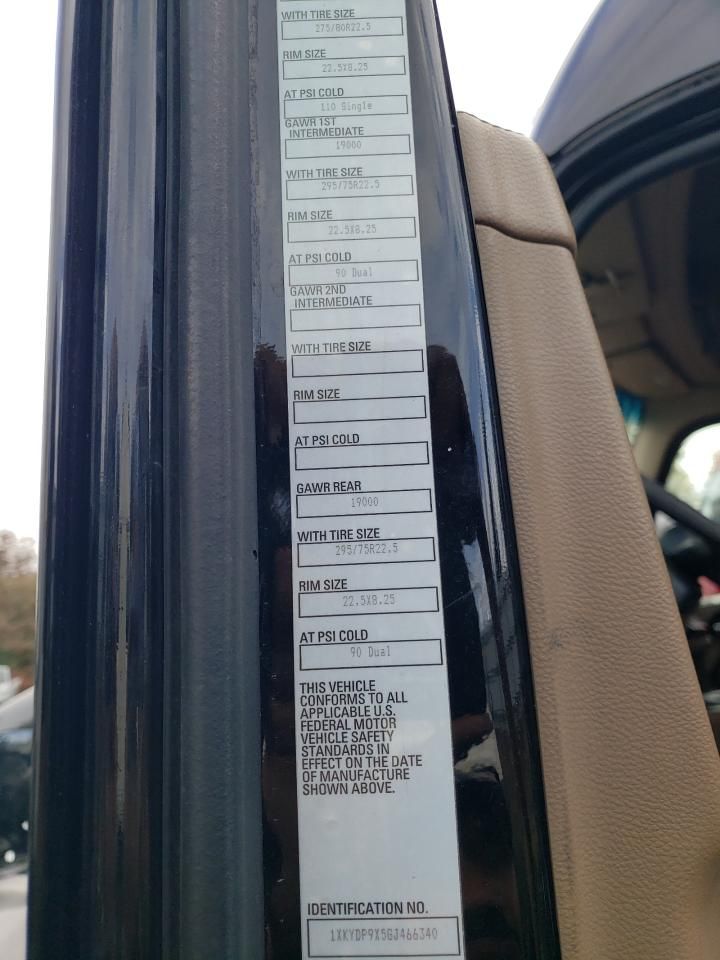 WITH TIRE SIZE
275/80R22.5
RIM SIZE
22.5X8.25
AT PSI COLD
110 Single
GAWR 1ST
INTERMEDIATE
19000
WITH TIRE SIZE
295/75R22.5
RIM SIZE
22.5X8.25
AT PSI COLD
90 Dual
GAWR 2ND
INTERMEDIATE
WITH TIRE SIZE
RIM SIZE
AT PSI COLD
GAWR REAR
19000
WITH TIRE SIZE
295/75R22.5
RIM SIZE
22.5X8.25
AT PSI COLD
90 Dual
THIS VEHICLE
CONFORMS TO ALL
APPLICABLE U.S.
FEDERAL MOTOR
VEHICLE SAFETY
STANDARDS IN
EFFECT ON THE DATE
OF MANUFACTURE
SHOWN ABOVE.
IDENTIFICATION NO.
1XKYDP9X5GJ466340